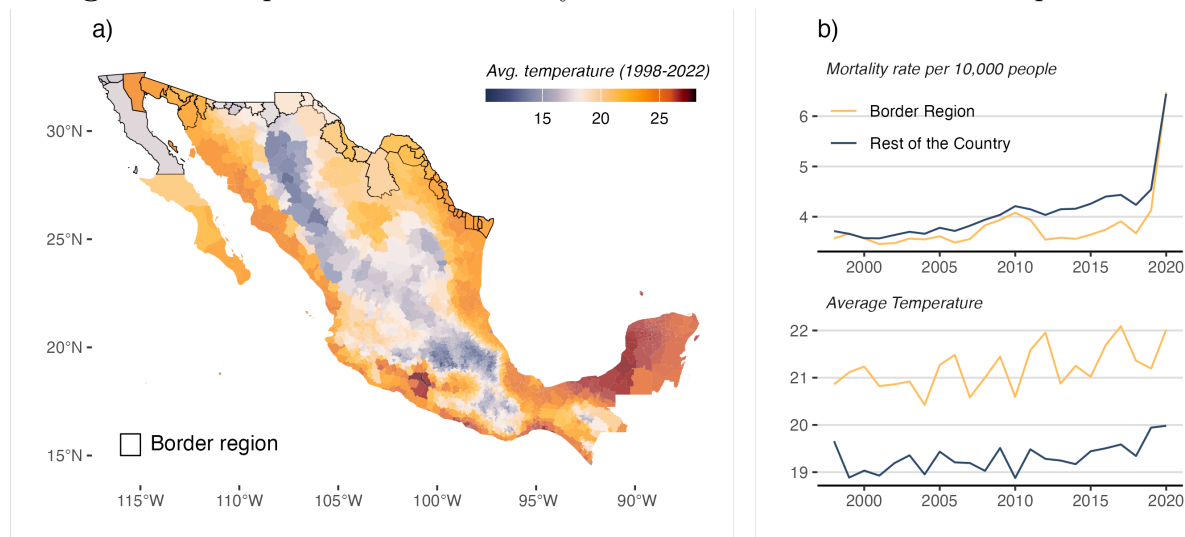 a)
Avg. temperature (1998-2022)
15 20 25
30°N
25°N
20°N
15°N
Border region
115°W 110°W 105°W 100°W 95°W 90°W
b)
Mortality rate per 10,000 people
Border Region
Rest of the Country
6
5
4
2000 2005 2010 2015 2020
Average Temperature
22
21
20
19
2000 2005 2010 2015 2020